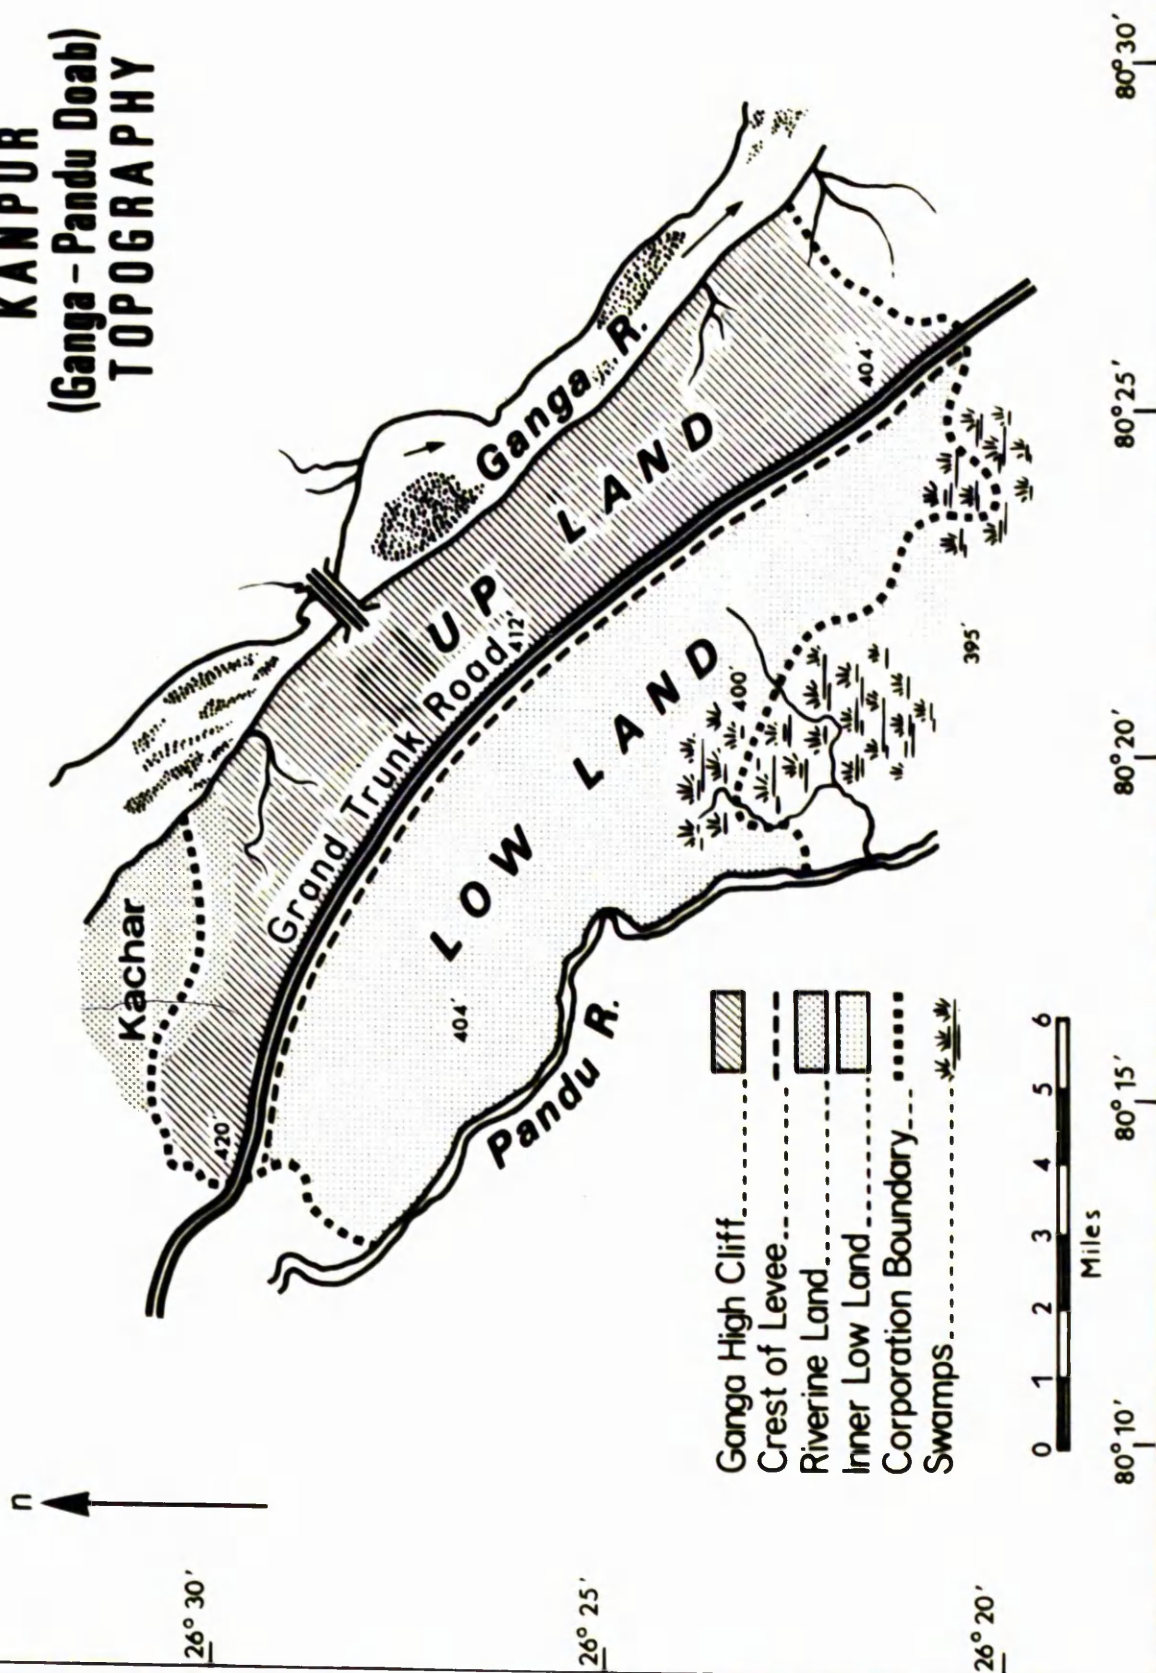 KANPUR
(Ganga-Pandu Doab)
TOPOGRAPHY
n
Kachar
420'
Grand Trunk Road
412'
UP LAND
Ganga R.
404'
404'
LOW LAND
400'
395'
Pandu R.
Ganga High Cliff
Crest of Levee
Riverine Land
Inner Low Land
Corporation Boundary
Swamps
0 1 2 3 4 5 6
Miles
26° 30'
26° 25'
26° 20'
80° 10' 80° 15' 80° 20' 80° 25' 80° 30'